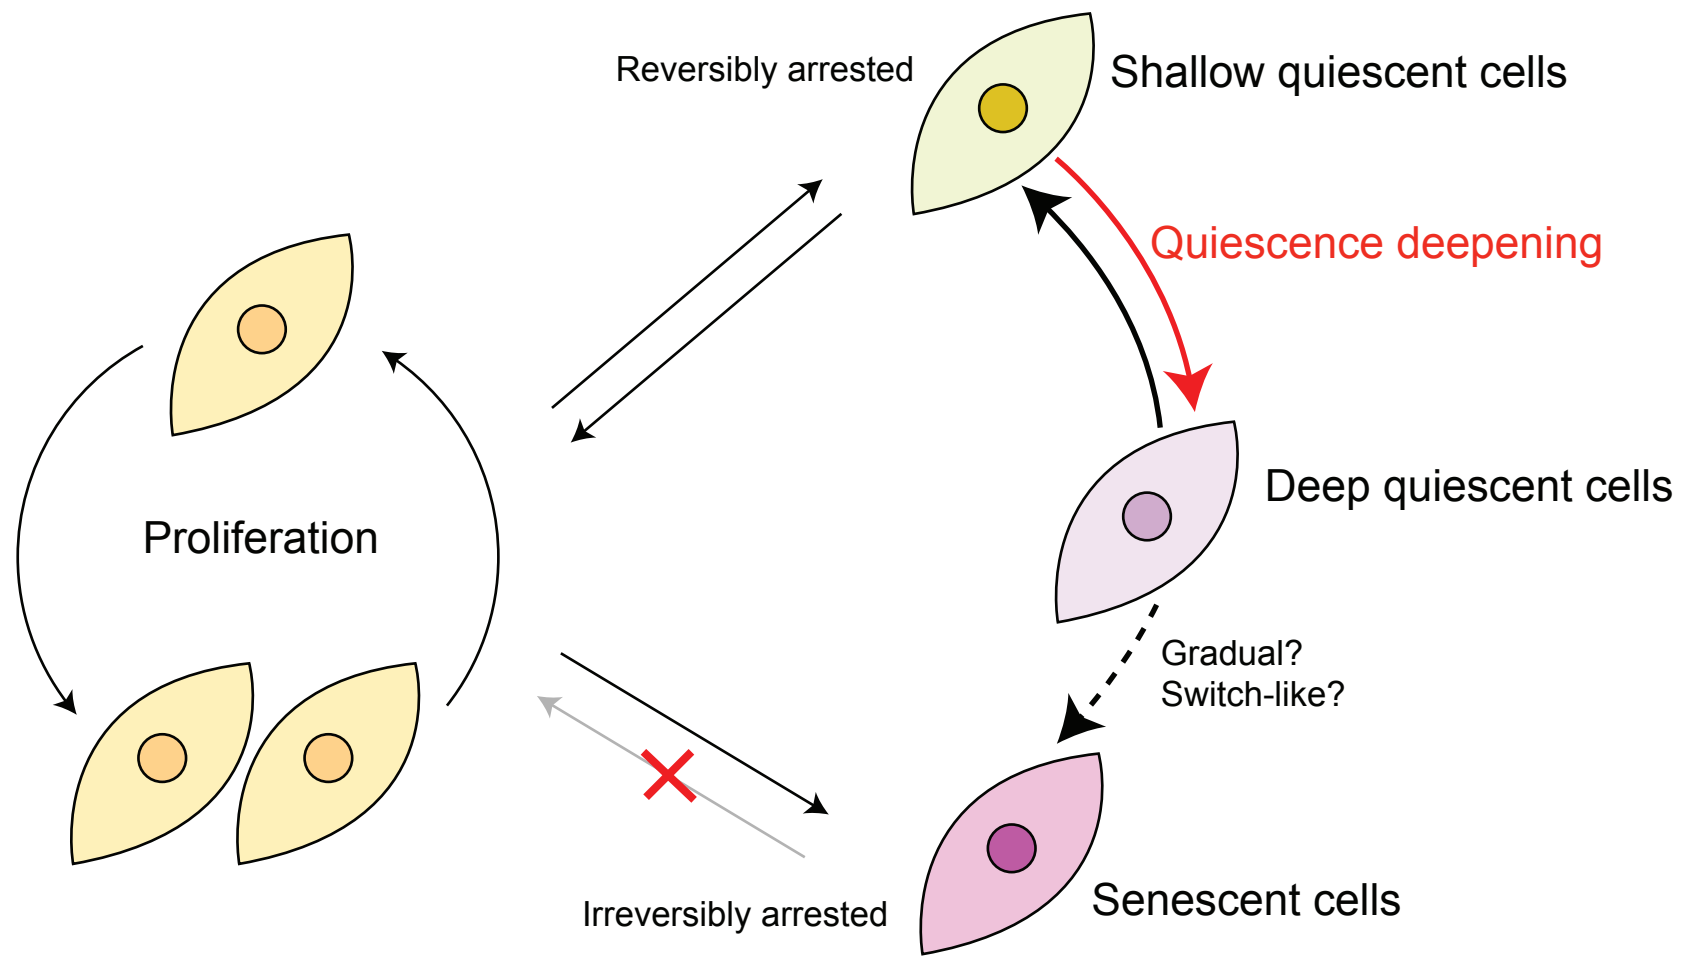 Reversibly arrested
Shallow quiescent cells
Quiescence deepening
Deep quiescent cells
Proliferation
Gradual?
Switch-like?
Irreversibly arrested
Senescent cells